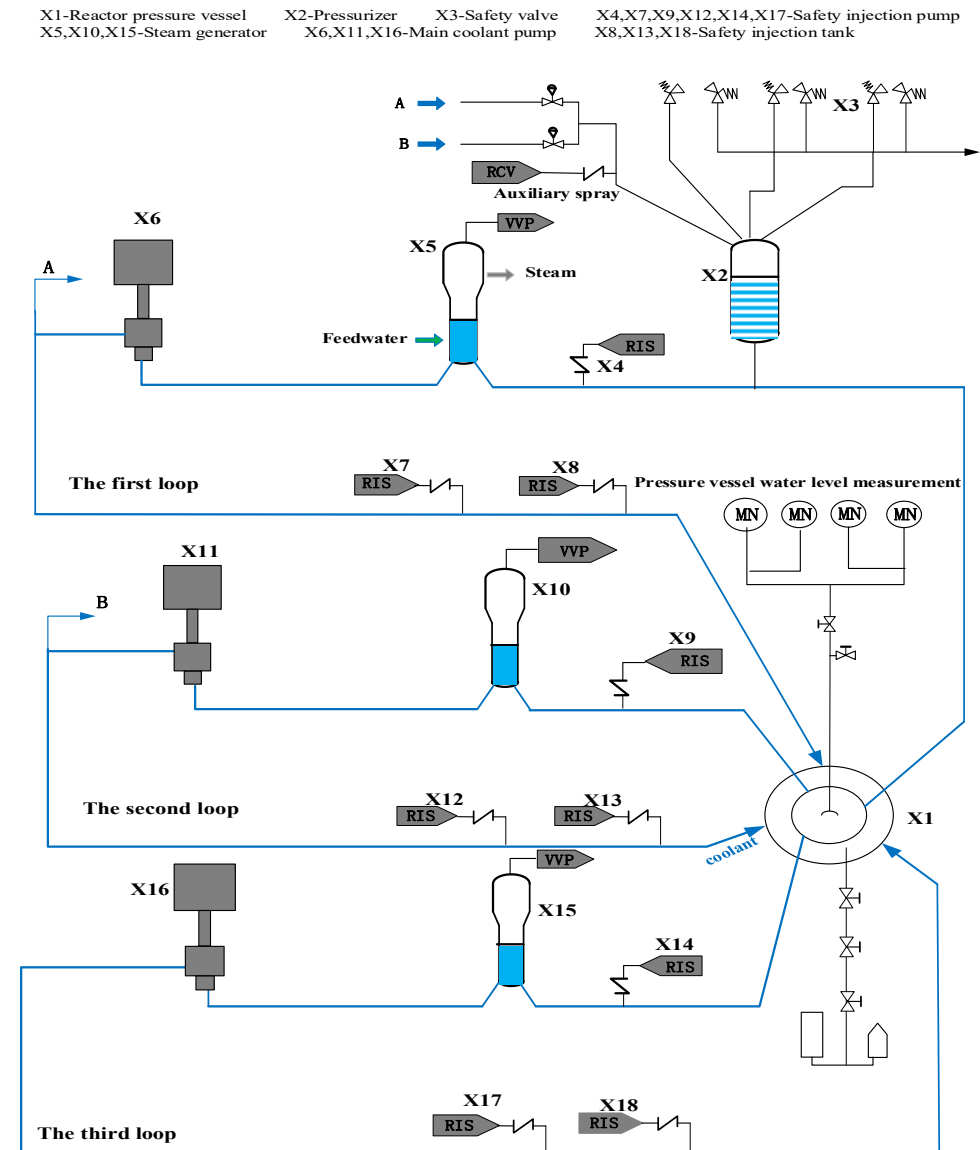 X1-Reactor pressure vessel X2-Pressurizer X3-Safety valve X4,X7,X9,X12,X14,X17-Safety injection pump
X5,X10,X15-Steam generator X6,X11,X16-Main coolant pump X8,X13,X18-Safety injection tank
A
X3
B
RCV
Auxiliary spray
X6
VVP
X5
A
Steam
X2
Feedwater
RIS
X4
The first loop
X7
RIS
X8
RIS
Pressure vessel water level measurement
MN
MN
MN
MN
X11
VVP
X10
B
X9
RIS
The second loop
X12
RIS
X13
RIS
X1
coolant
VVP
X16
X15
X14
RIS
The third loop
X17
RIS
X18
RIS